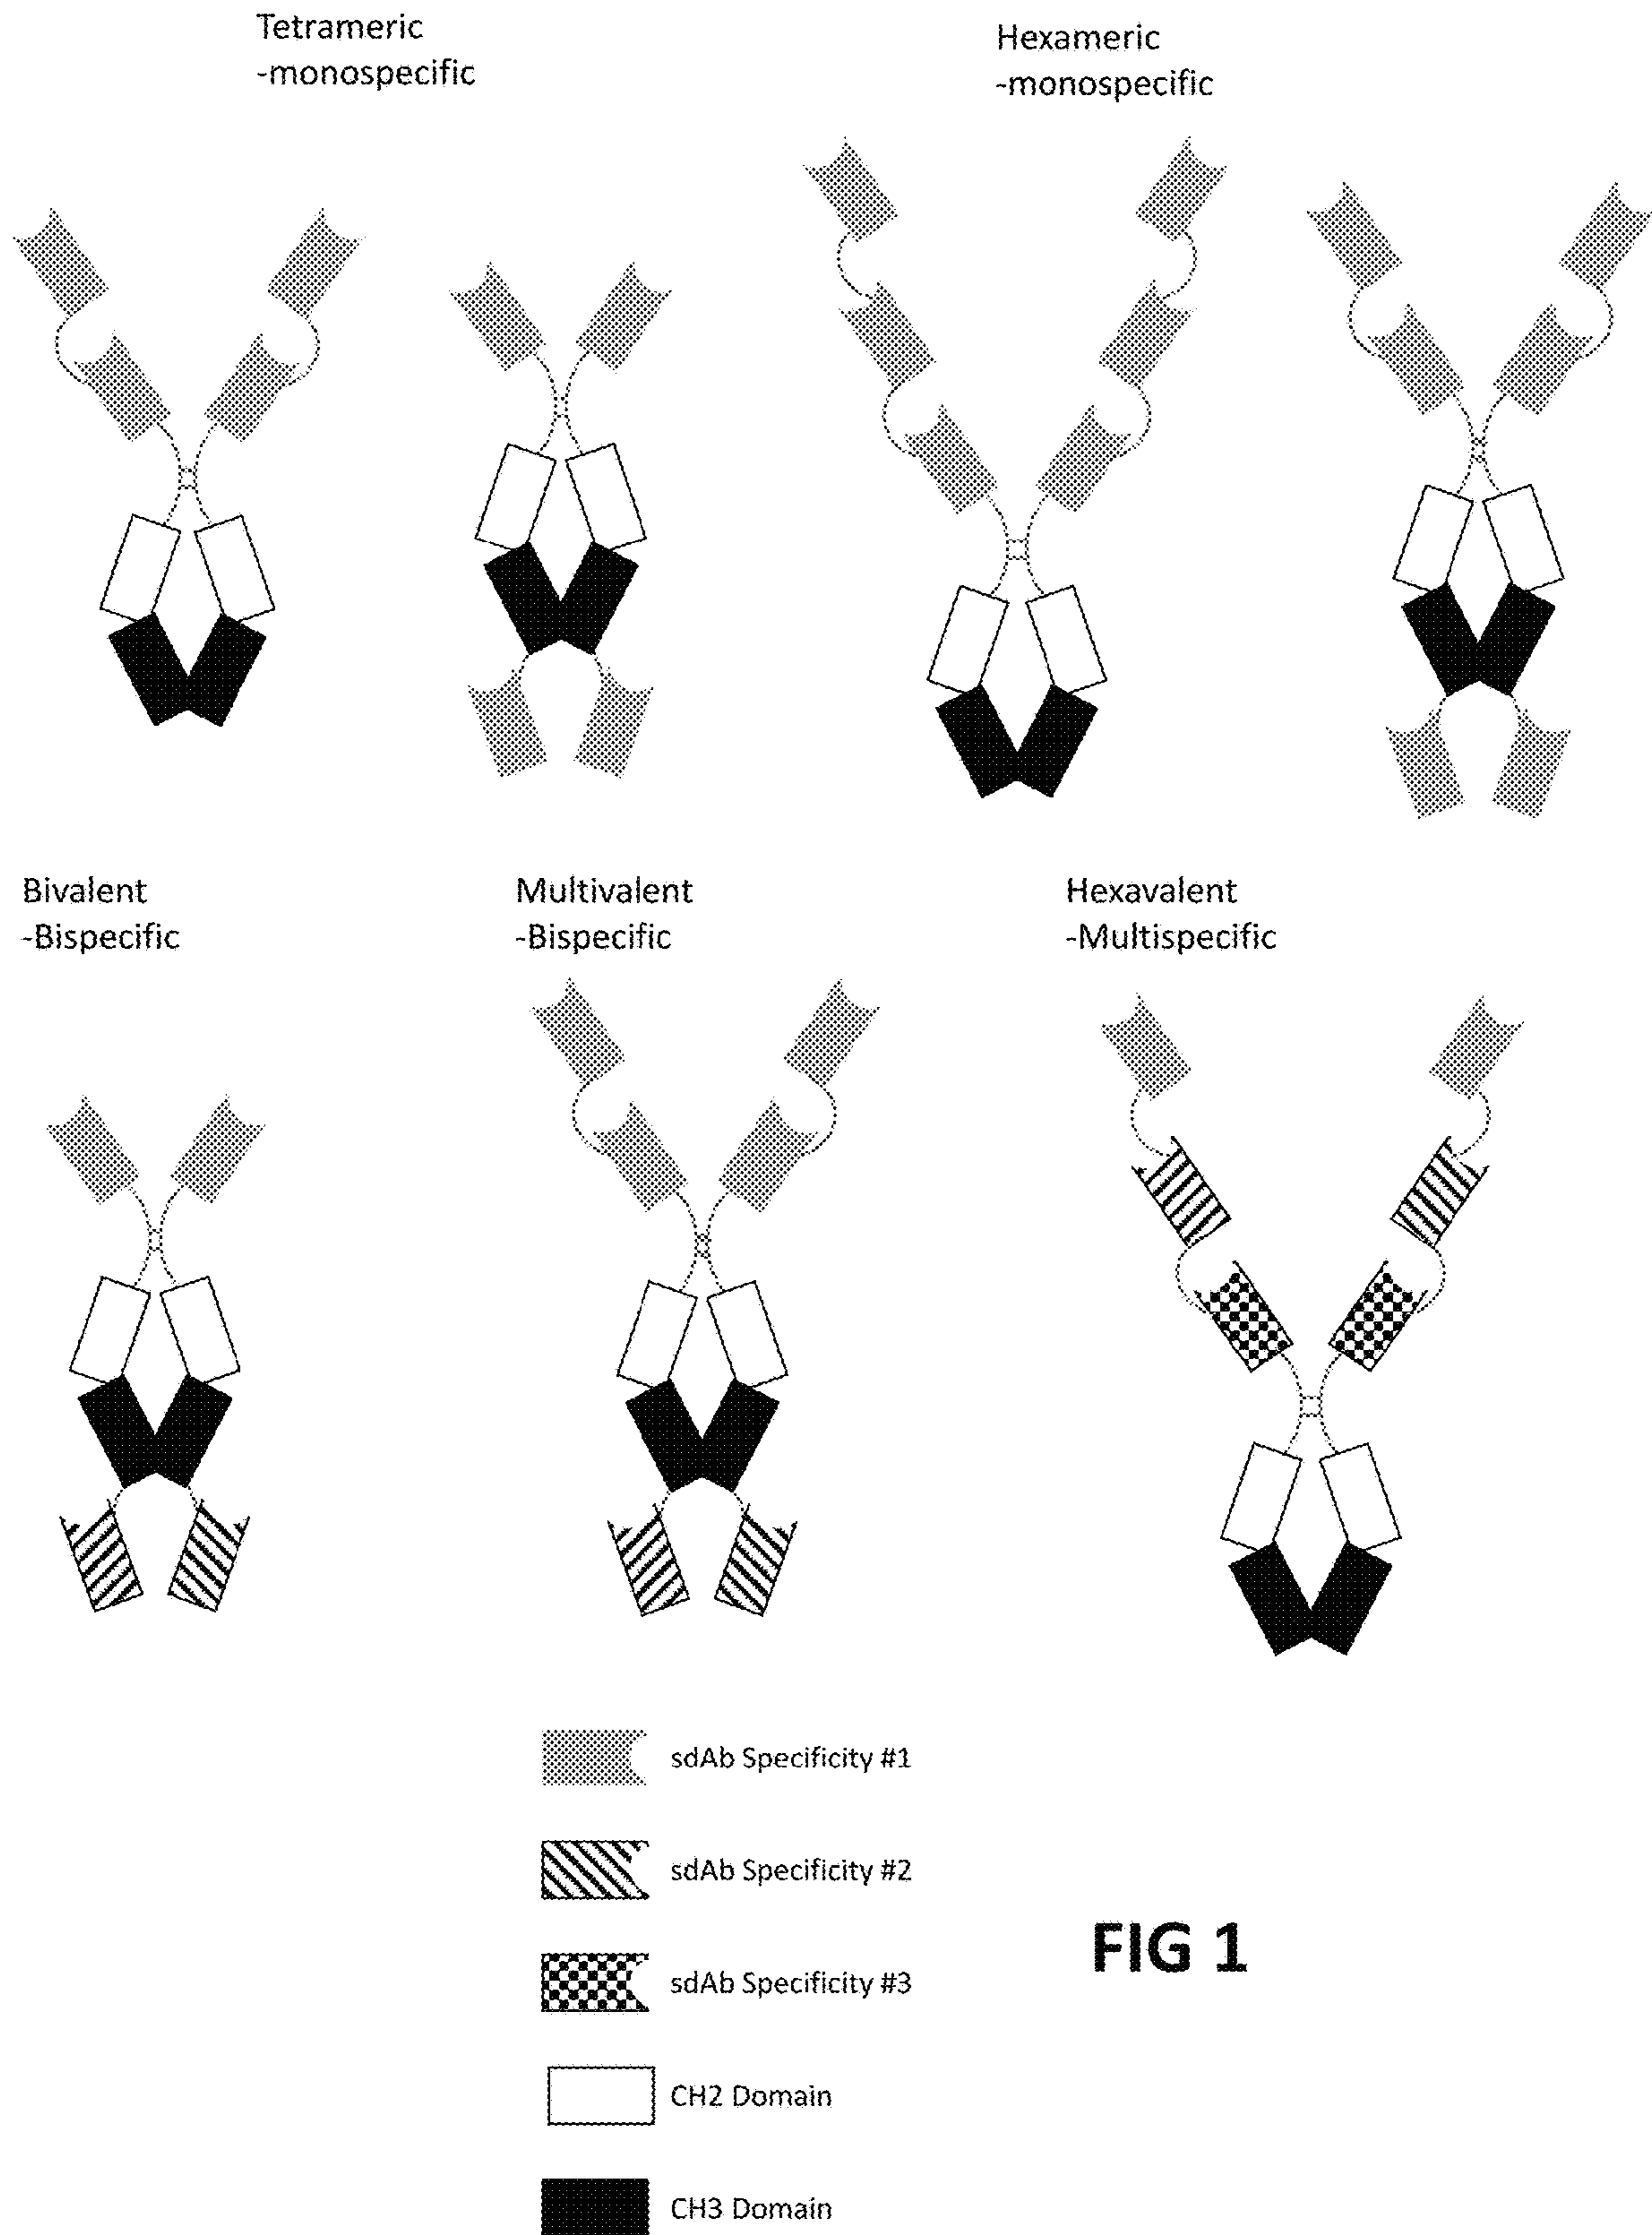 Tetrameric
-monospecific
Hexameric
-monospecific
Bivalent
-Bispecific
Multivalent
-Bispecific
Hexavalent
-Multispecific
sdAb Specificity #1
sdAb Specificity #2
sdAb Specificity #3
CH2 Domain
CH3 Domain
FIG 1